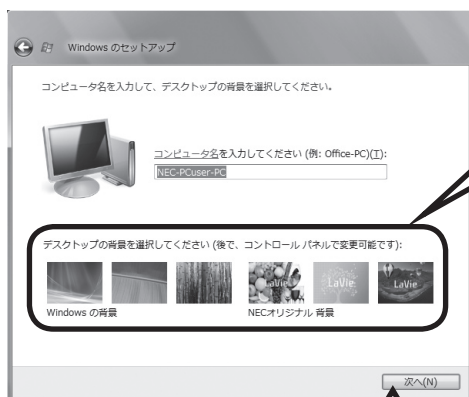 Windows のセットアップ
コンピュータ名を入力して、デスクトップの背景を選択してください。
コンピュータ名を入力してください (例: Office-PC)(T):
NEC-PCuser-PC
デスクトップの背景を選択してください (後で、コントロール パネルで変更可能です):
LaVie
LaVie
LaVie
Windows の背景
NECオリジナル 背景
次へ(N)